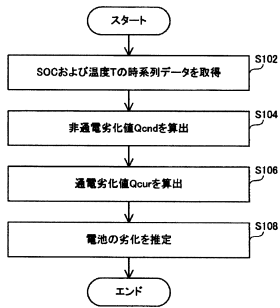 スタート
S102
SOCおよび温度Tの時系列データを取得
S104
非通電劣化値Qcndを算出
S106
通電劣化値Qcurを算出
S108
電池の劣化を推定
エンド